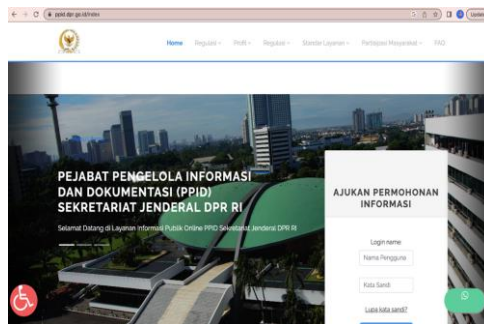 ppid.dpr.go.id/index
Update
Home Regulasi Profil Regulasi Standar Layanan Partisipasi Masyarakat FAQ
PEJABAT PENGELOLA INFORMASI
DAN DOKUMENTASI (PPID)
SEKRETARIAT JENDERAL DPR RI
Selamat Datang di Layanan Informasi Publik Online PPID Sekretariat Jenderal DPR RI
AJUKAN PERMOHONAN
INFORMASI
Login name:
Nama Pengguna
Kata Sandi
Lupa kata sandi?